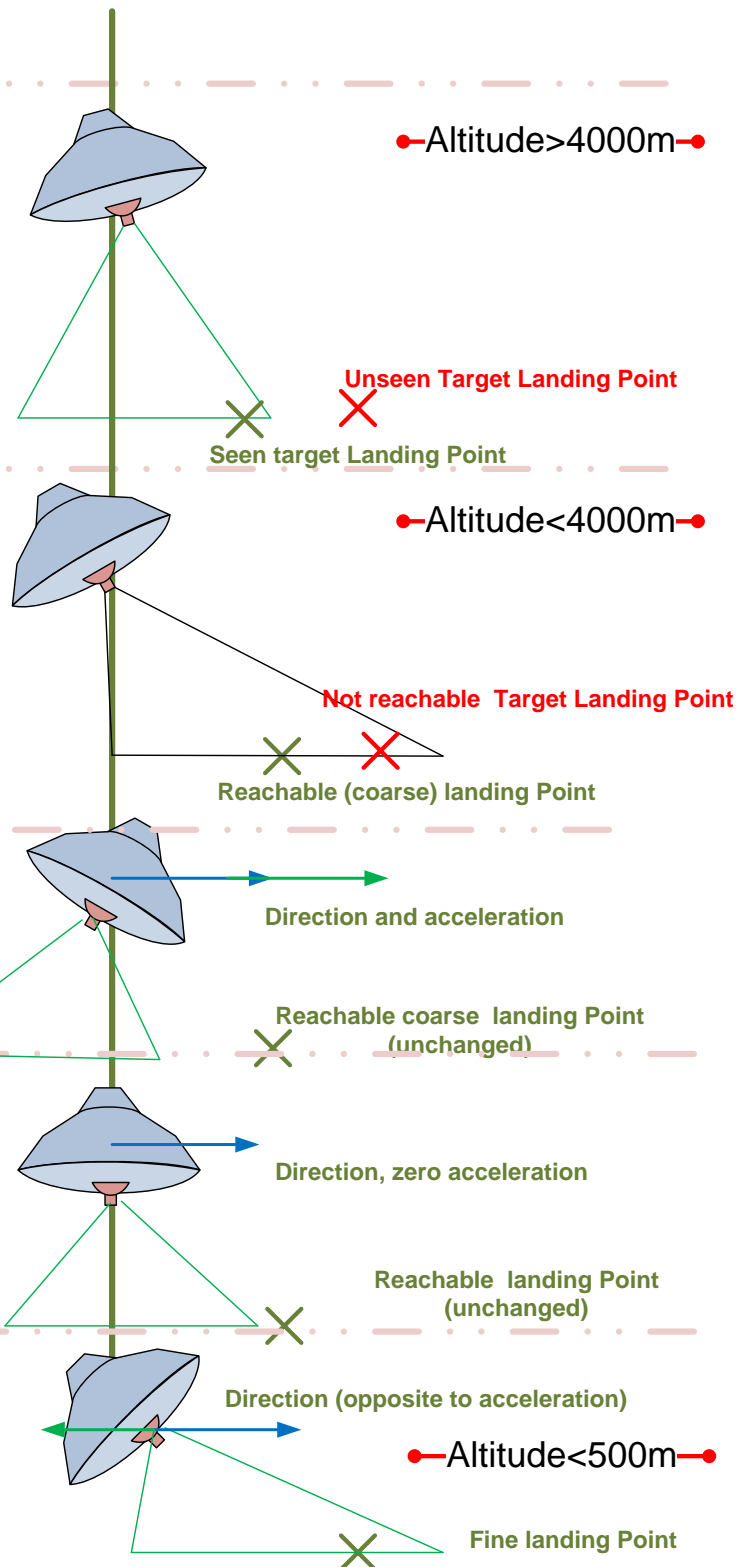 Altitude>4000m
Unseen Target Landing Point
Seen target Landing Point
Altitude<4000m
Not reachable  Target Landing Point
Reachable (coarse) landing Point
Direction and acceleration
Reachable coarse  landing Point
(unchanged)
Direction, zero acceleration
Reachable  landing Point
(unchanged)
Direction (opposite to acceleration)
Altitude<500m
Fine landing Point